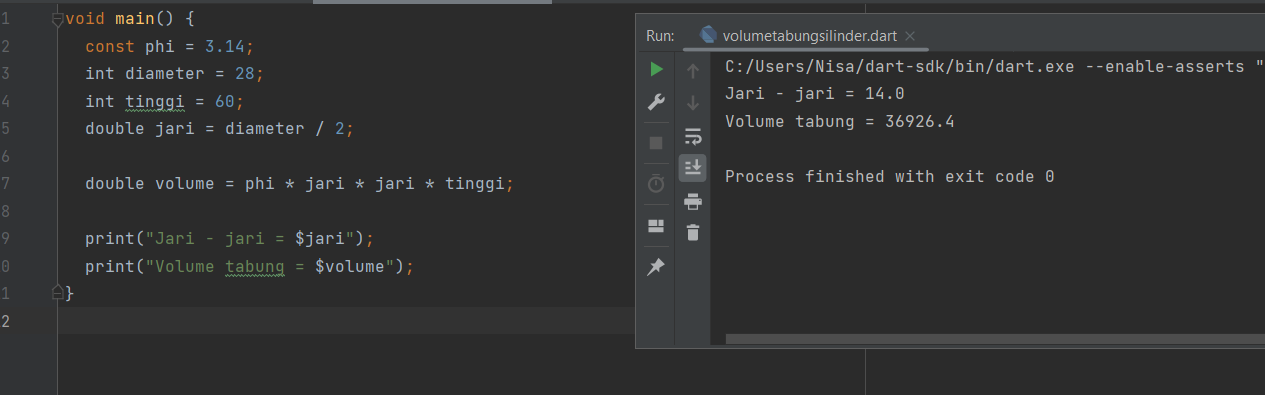 1 void main() {
2 const phi = 3.14;
3 int diameter = 28;
4 int tinggi = 60;
5 double jari = diameter / 2;
6
7 double volume = phi * jari * jari * tinggi;
8
9 print("Jari - jari = $jari");
0 print("Volume tabung = $volume");
1 }
2
Run: volumetabungsilinder.dart
C:/Users/Nisa/dart-sdk/bin/dart.exe --enable-asserts "
Jari - jari = 14.0
Volume tabung = 36926.4
Process finished with exit code 0